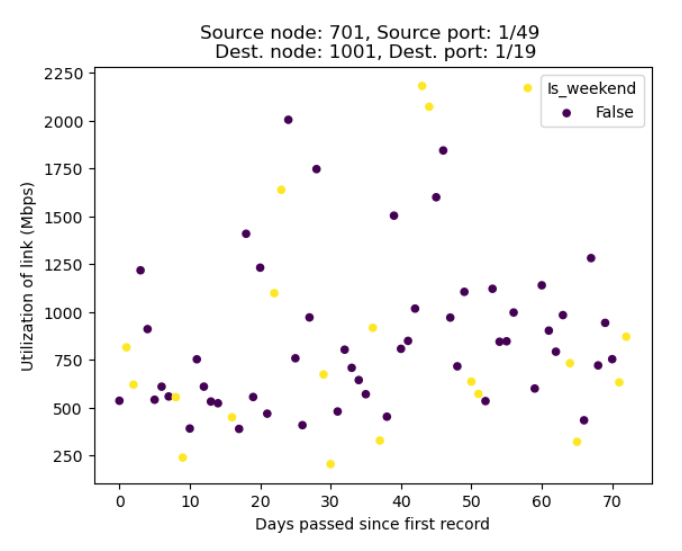 Source node: 701, Source port: 1/49
Dest. node: 1001, Dest. port: 1/19
2250
2000
1750
1500
1250
1000
750
500
250
Utilization of link (Mbps)
Is_weekend
False
0 10 20 30 40 50 60 70
Days passed since first record